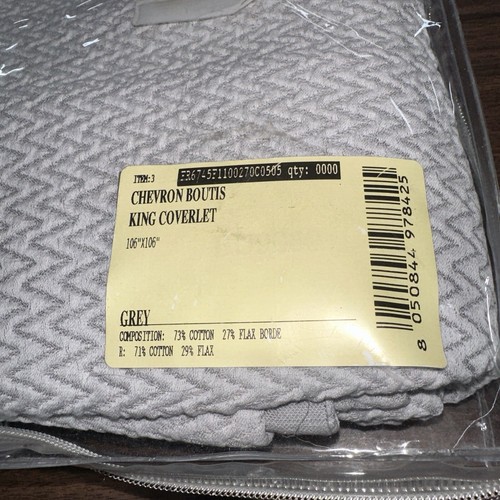 ITEM:3 FR6745F110027000505 qty: 0000
CHEVRON BOUTIS
KING COVERLET
106"X106"
GREY
COMPOSITION: 73% COTTON 27% FLAX BORDE
R: 71% COTTON 29% FLAX
8 050844 978425